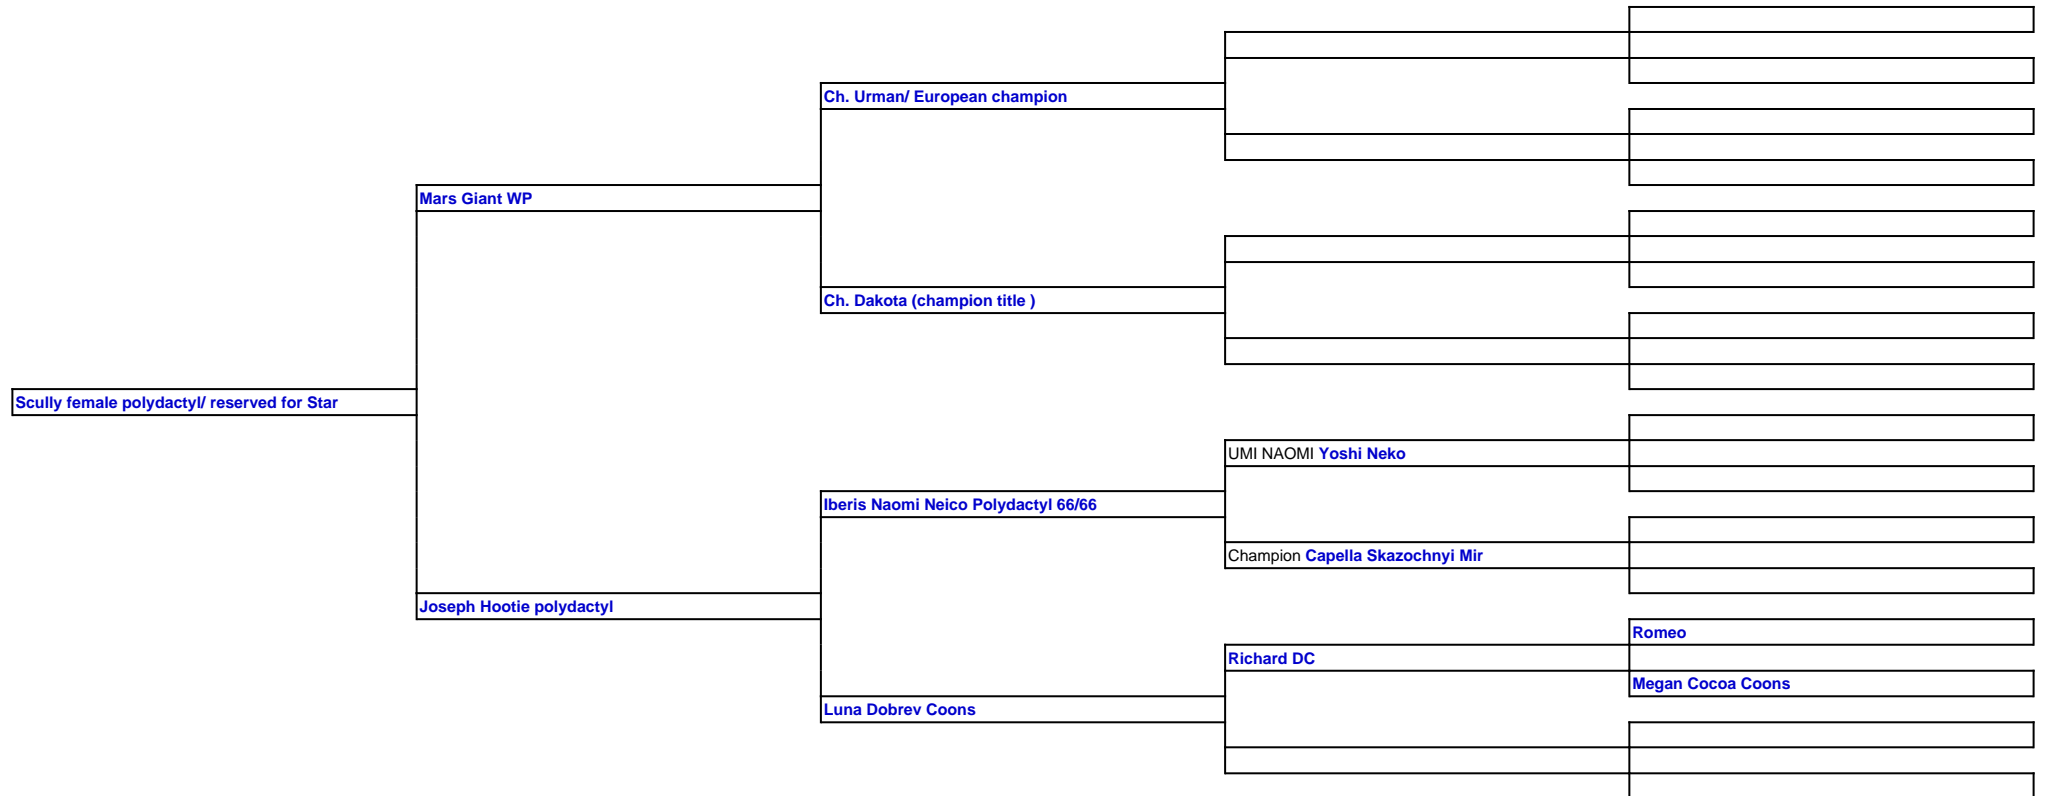 Ch. Urman/ European champion
Mars Giant WP
Ch. Dakota (champion title )
Scully female polydactyl/ reserved for Star
UMI NAOMI Yoshi Neko
Iberis Naomi Neico Polydactyl 66/66
Champion Capella Skazochnyi Mir
Joseph Hootie polydactyl
Romeo
Richard DC
Megan Cocoa Coons
Luna Dobrev Coons